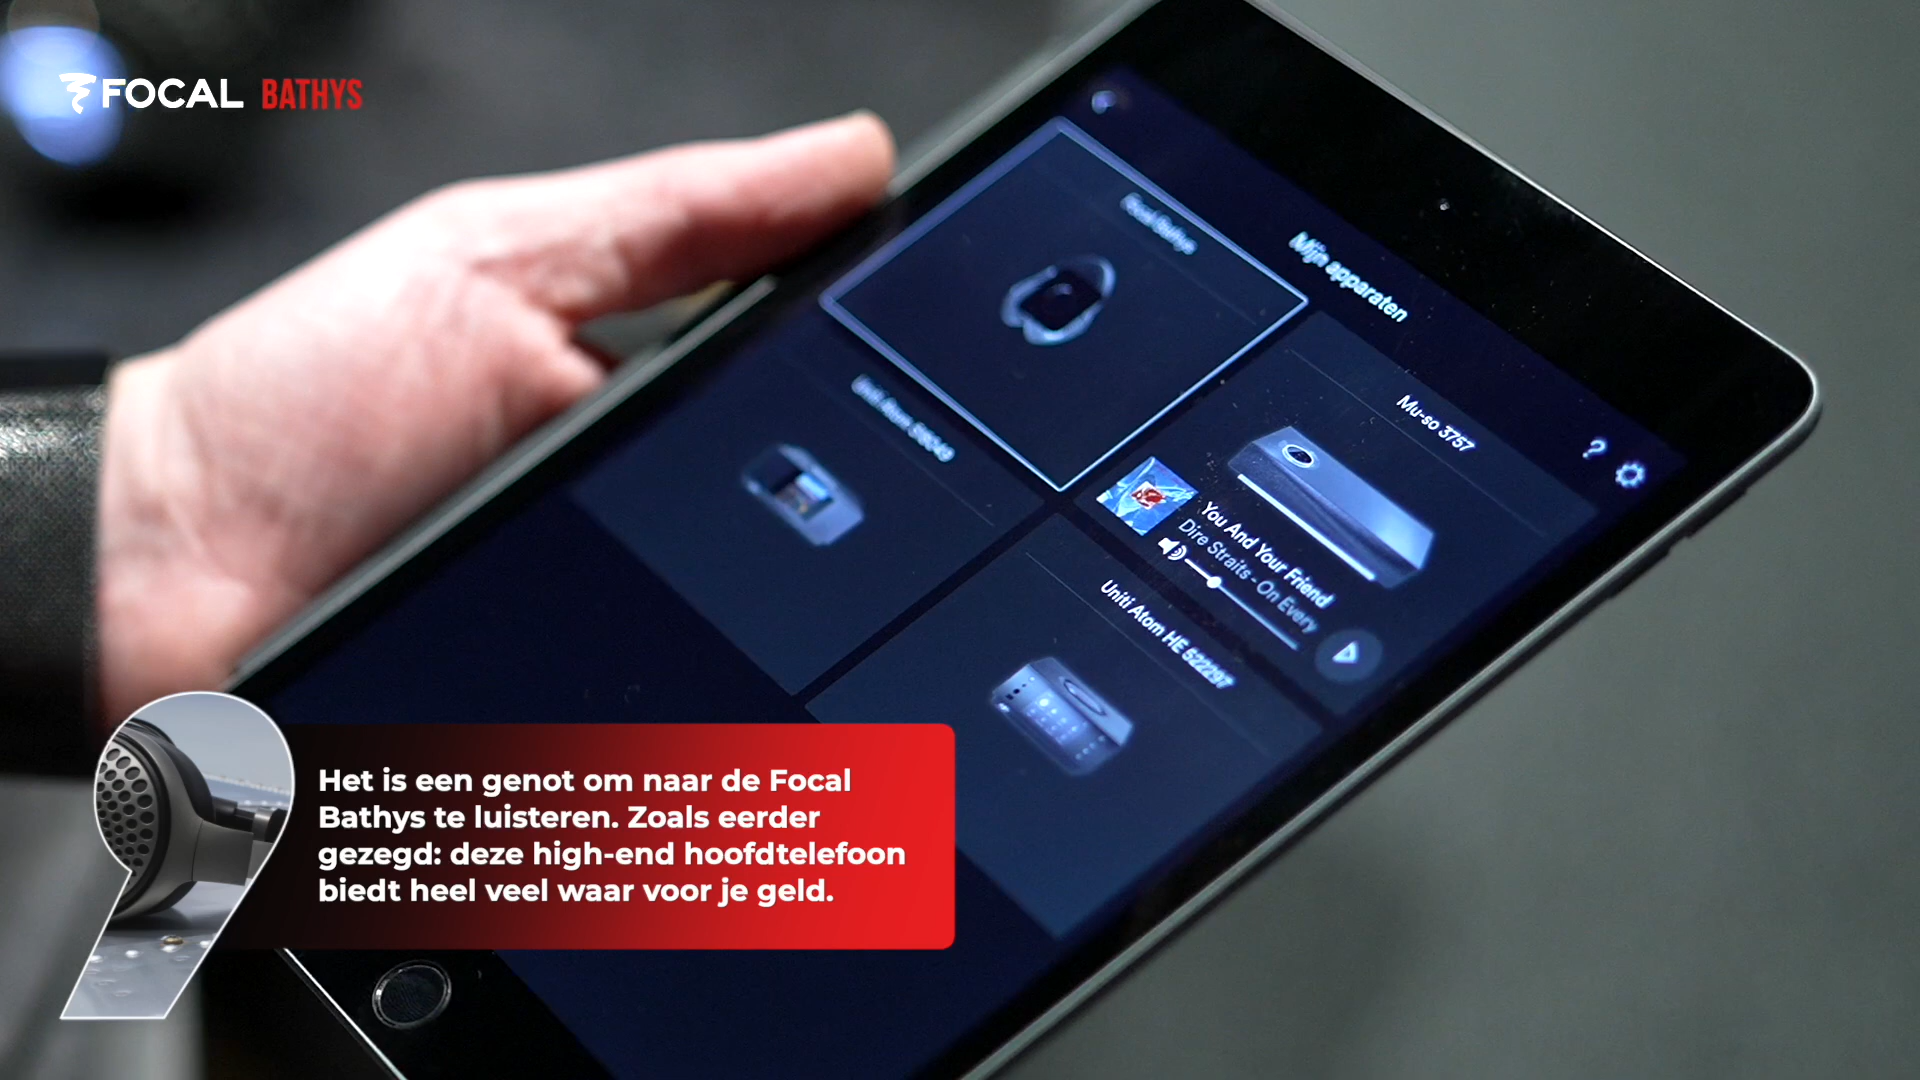 FOCAL BATHYS
Focal Bathys
Mijn apparaten
Mu-so 3757
?
You And Your Friend
Dire Straits - On Every
Uniti Atom HE 522297
Het is een genot om naar de Focal
Bathys te luisteren. Zoals eerder
gezegd: deze high-end hoofdtelefoon
biedt heel veel waar voor je geld.